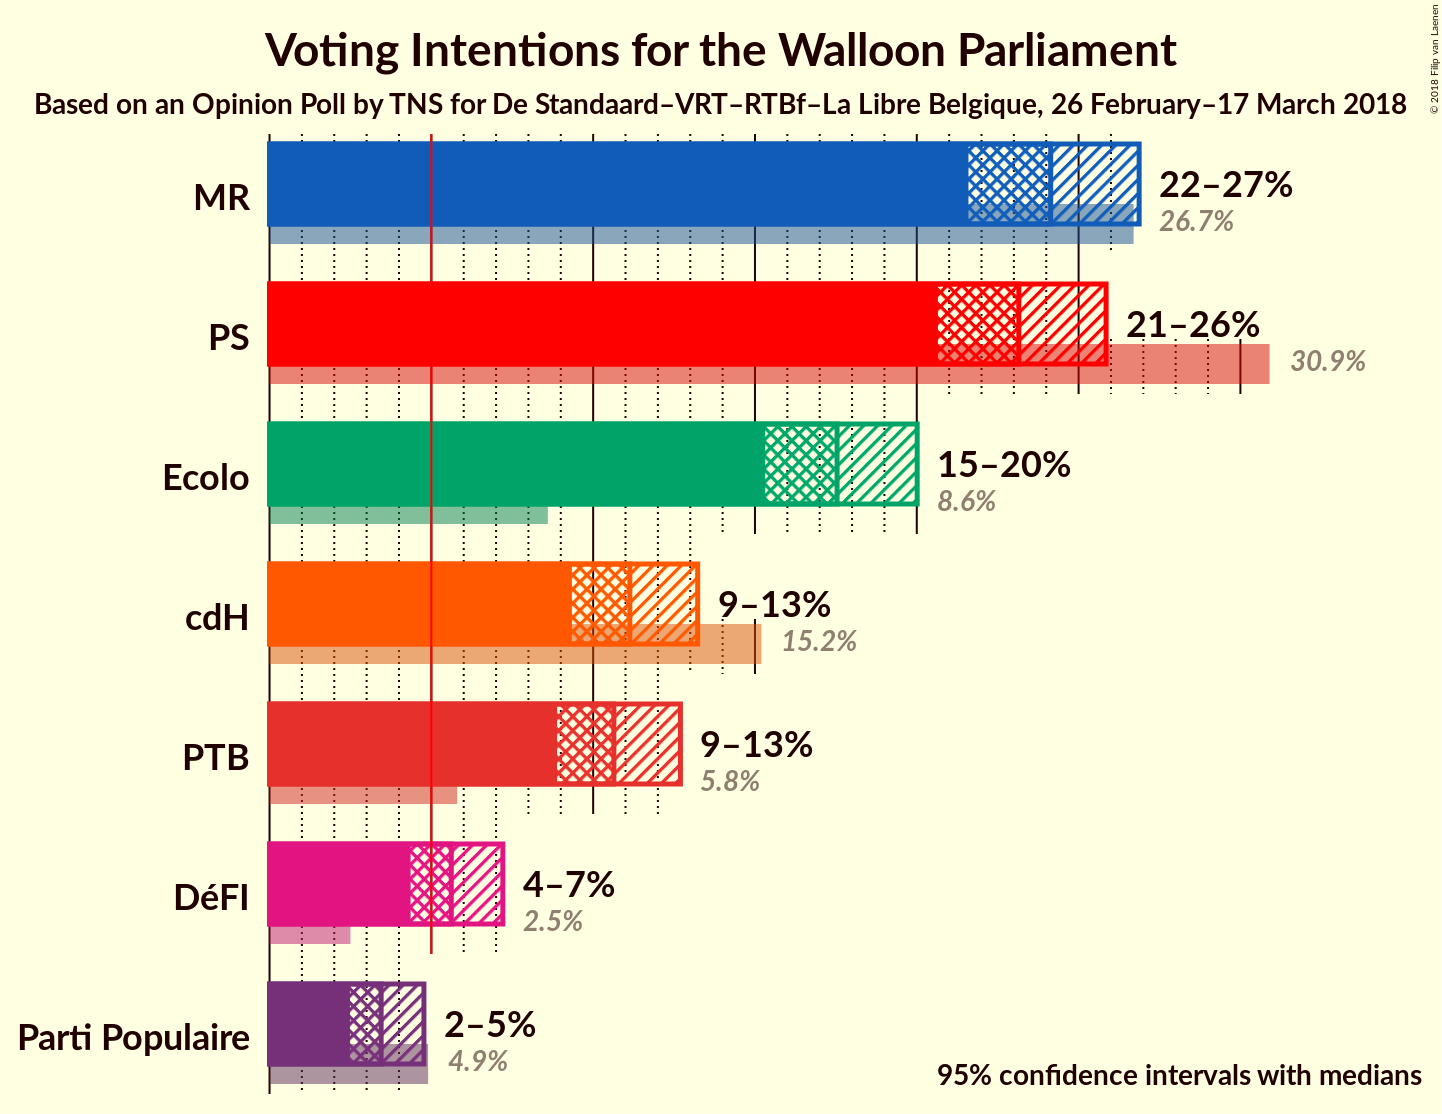 Voting Intentions for the Walloon Parliament
Based on an Opinion Poll by TNS for De Standaard–VRT–RTBf–La Libre Belgique, 26 February–17 March 2018
© 2018 Filip van Laenen
MR
22–27%
26.7%
PS
21–26%
30.9%
Ecolo
15–20%
8.6%
cdH
9–13%
15.2%
PTB
9–13%
5.8%
DéFI
4–7%
2.5%
Parti Populaire
2–5%
4.9%
95% confidence intervals with medians